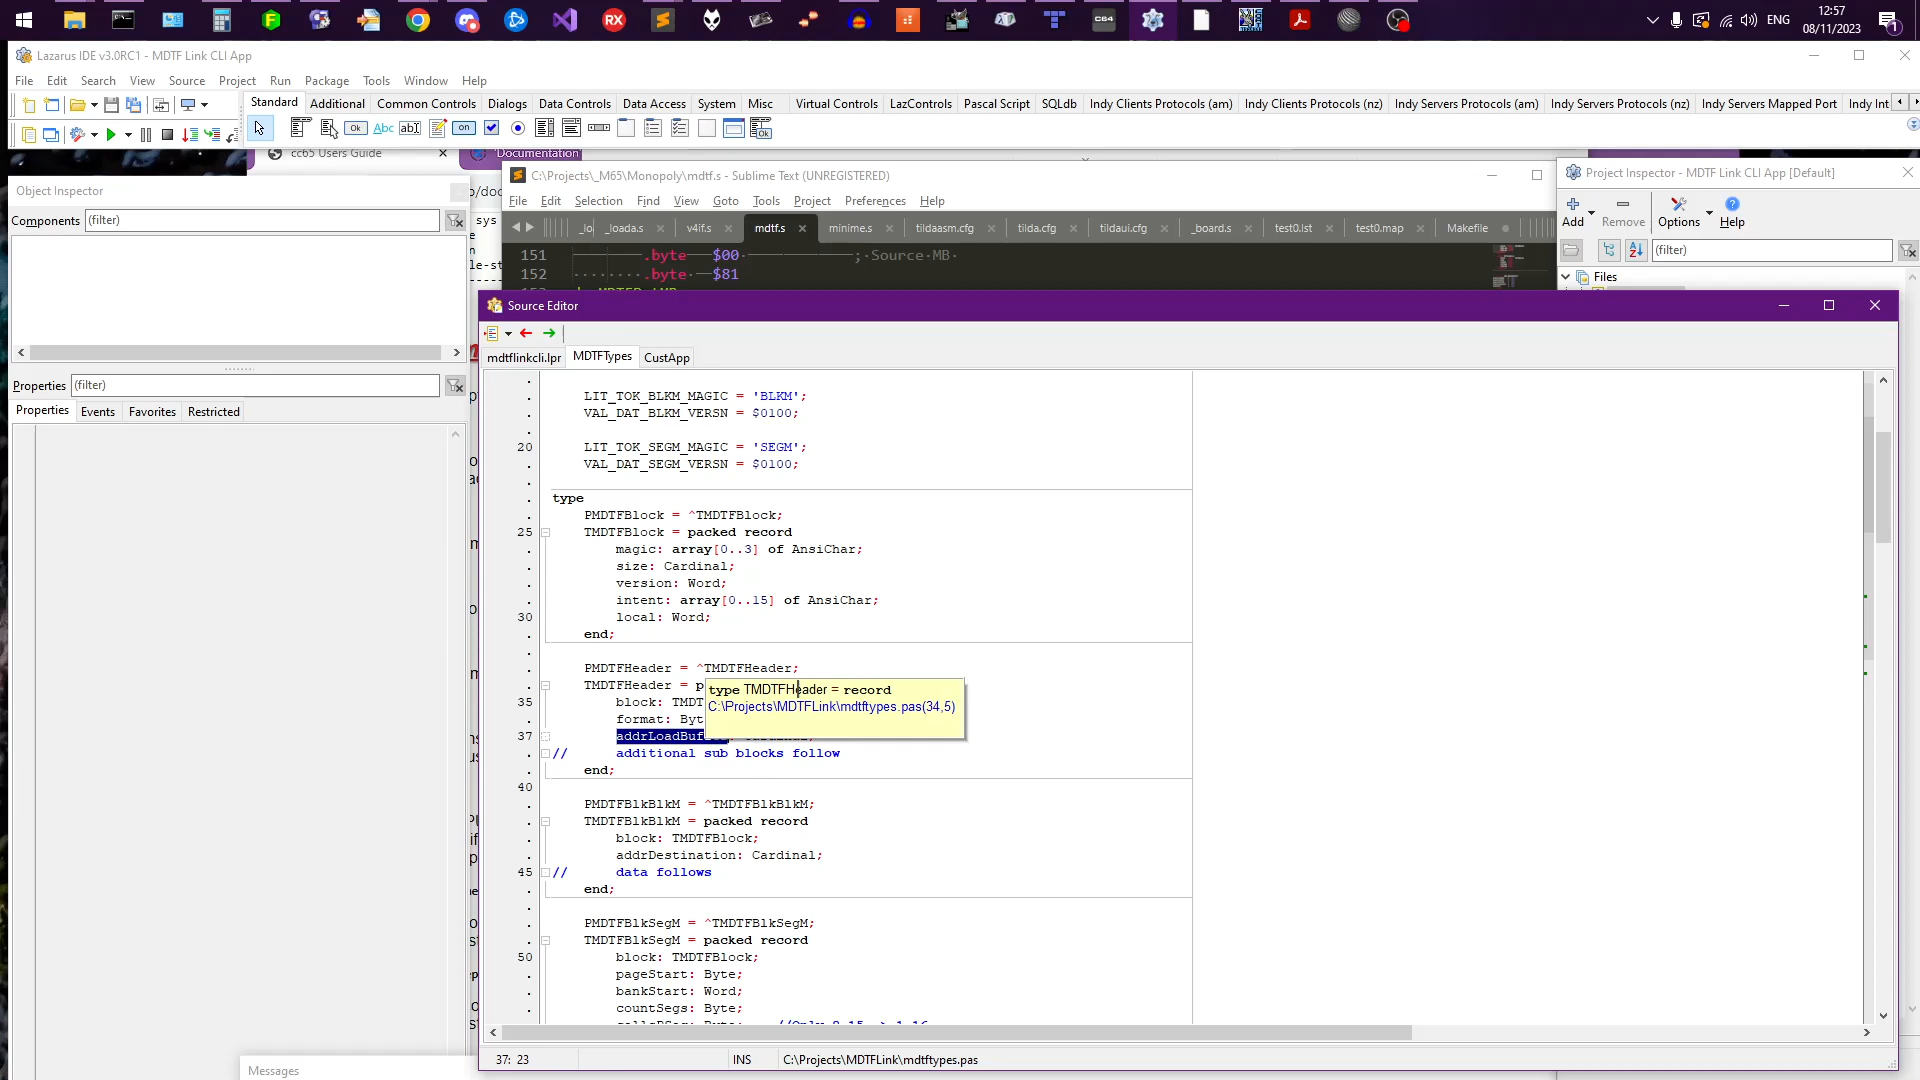 ENG
12:57
08/11/2023
1
Lazarus IDE v3.0RC1 - MDTF Link CLI App
File Edit Search View Source Project Run Package Tools Window Help
Standard Additional Common Controls Dialogs Data Controls Data Access System Misc Virtual Controls LazControls Pascal Script SQLdb Indy Clients Protocols (am) Indy Clients Protocols (nz) Indy Servers Protocols (am) Indy Servers Protocols (nz) Indy Servers Mapped Port Indy Int
Ok Abc ab on Ok
cc65 Users Guide
'Documentation
Object Inspector
Components (filter)
Properties (filter)
Properties Events Favorites Restricted
C:\Projects\_M65\Monopoly\mdtf.s - Sublime Text (UNREGISTERED)
File Edit Selection Find View Goto Tools Project Preferences Help
_loada.s v4if.s mdtf.s minime.s tildaasm.cfg tilda.cfg tildaui.cfg _board.s test0.lst test0.map Makefile
151 .byte $00 ; Source MB
152 .byte $81
Project Inspector - MDTF Link CLI App [Default]
Add Remove Options Help
(filter)
Files
Source Editor
mdtflinkcli.lpr MDTFTypes CustApp
LIT_TOK_BLKM_MAGIC = 'BLKM';
VAL_DAT_BLKM_VERSN = $0100;
20 LIT_TOK_SEGM_MAGIC = 'SEGM';
VAL_DAT_SEGM_VERSN = $0100;
type
PMDTFBlock = ^TMDTFBlock;
25 TMDTFBlock = packed record
magic: array[0..3] of AnsiChar;
size: Cardinal;
version: Word;
intent: array[0..15] of AnsiChar;
30 local: Word;
end;
PMDTFHeader = ^TMDTFHeader;
TMDTFHeader = p
type TMDTFHeader = record
35 block: TMDT
C:\Projects\MDTFLink\mdtftypes.pas(34,5)
format: Byt
37 addrLoadBuf
// additional sub blocks follow
end;
40
PMDTFBlkBlkM = ^TMDTFBlkBlkM;
TMDTFBlkBlkM = packed record
block: TMDTFBlock;
addrDestination: Cardinal;
45 // data follows
end;
PMDTFBlkSegM = ^TMDTFBlkSegM;
TMDTFBlkSegM = packed record
50 block: TMDTFBlock;
pageStart: Byte;
bankStart: Word;
countSegs: Byte;
37: 23 INS C:\Projects\MDTFLink\mdtftypes.pas
Messages